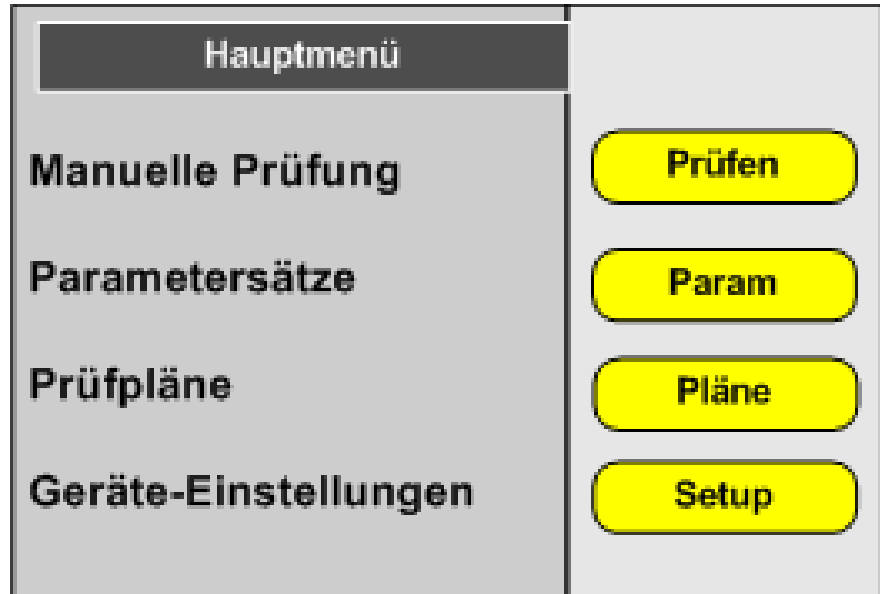 Hauptmenü
Manuelle Prüfung Prüfen
Parametersätze Param
Prüfpläne Pläne
Geräte-Einstellungen Setup